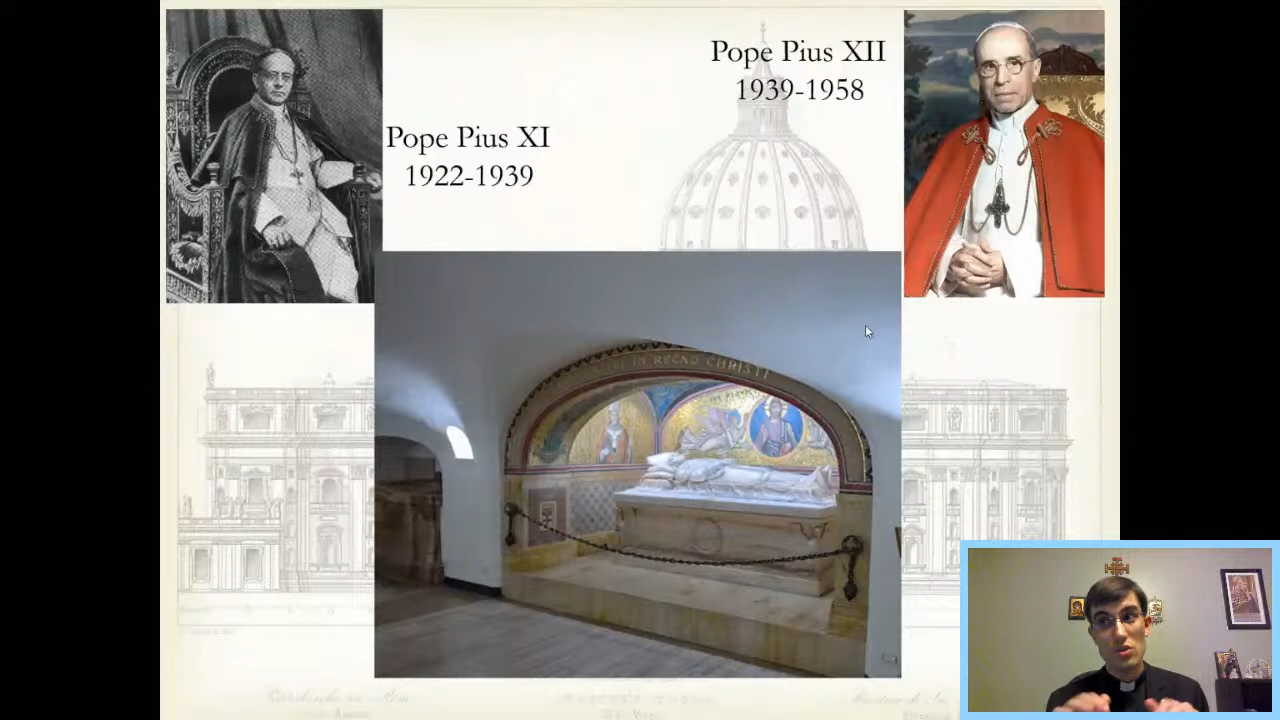 Pope Pius XI
1922-1939
Pope Pius XII
1939-1958
REGNO CHRISTI